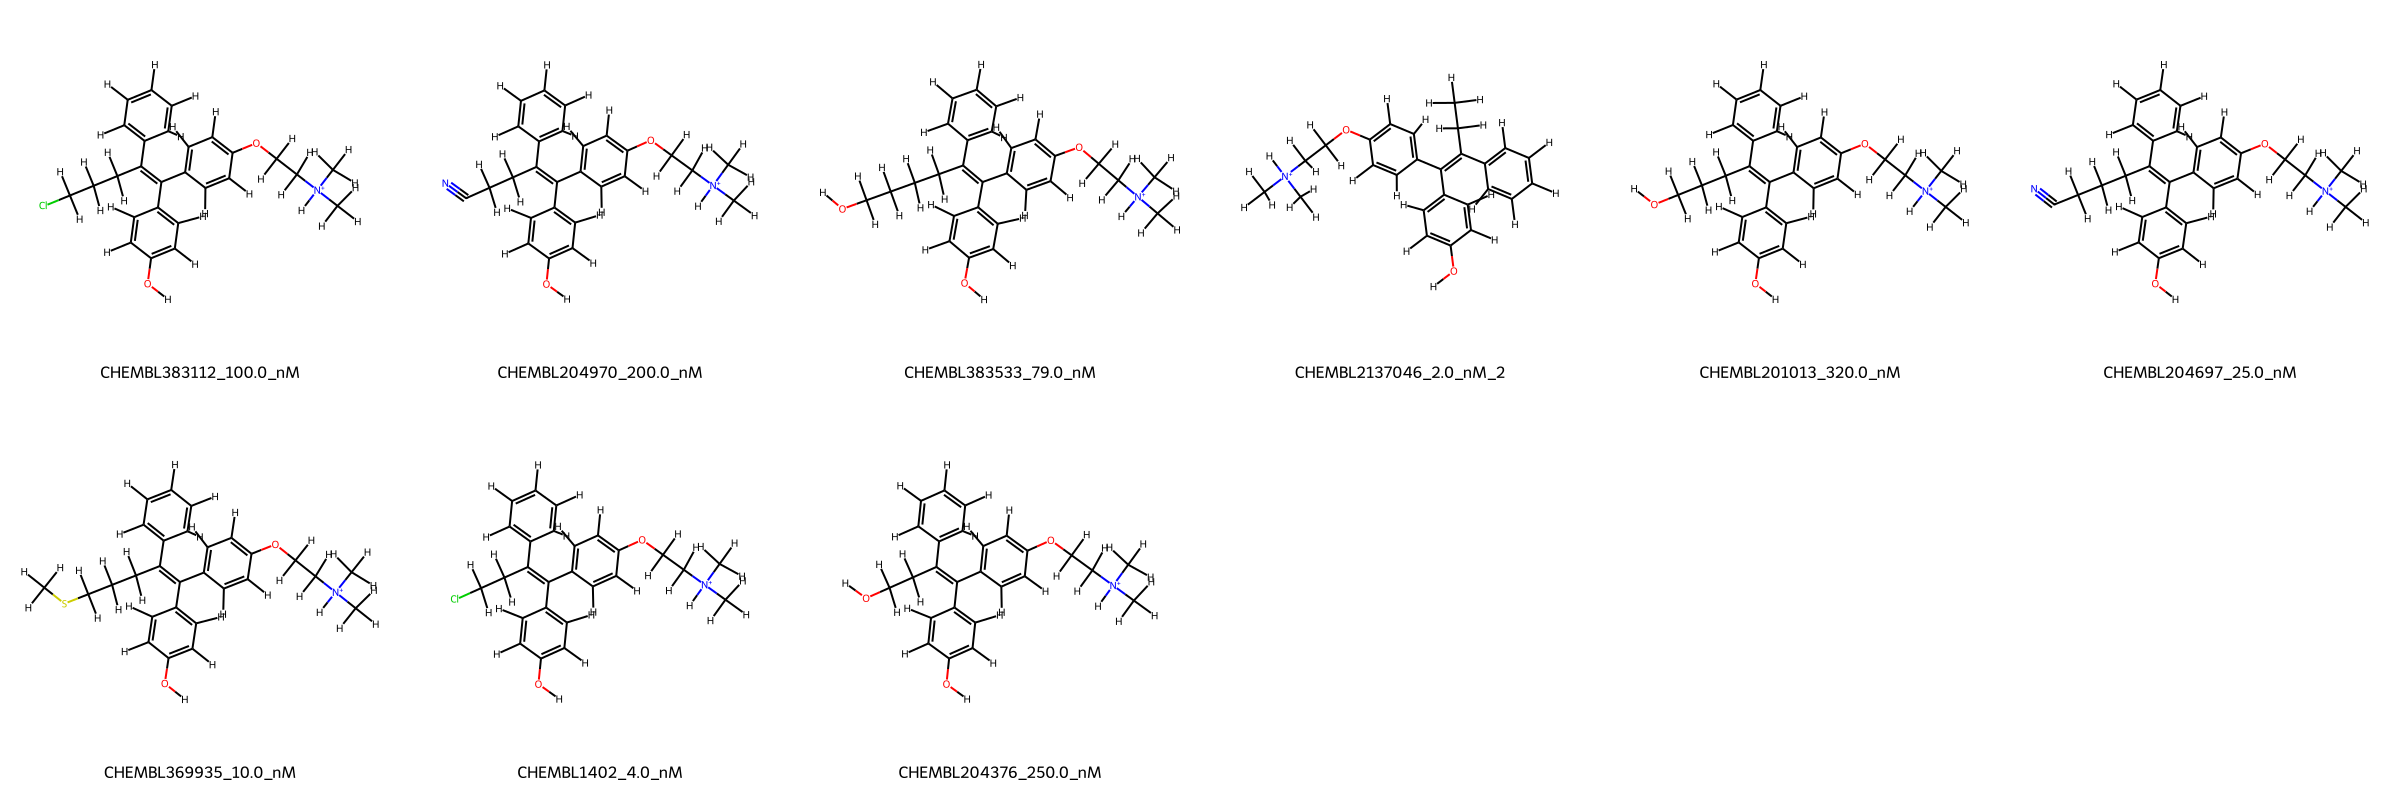 CHEMBL383112_100.0_nM
CHEMBL204970_200.0_nM
CHEMBL383533_79.0_nM
CHEMBL2137046_2.0_nM_2
CHEMBL201013_320.0_nM
CHEMBL204697_25.0_nM
CHEMBL369935_10.0_nM
CHEMBL1402_4.0_nM
CHEMBL204376_250.0_nM